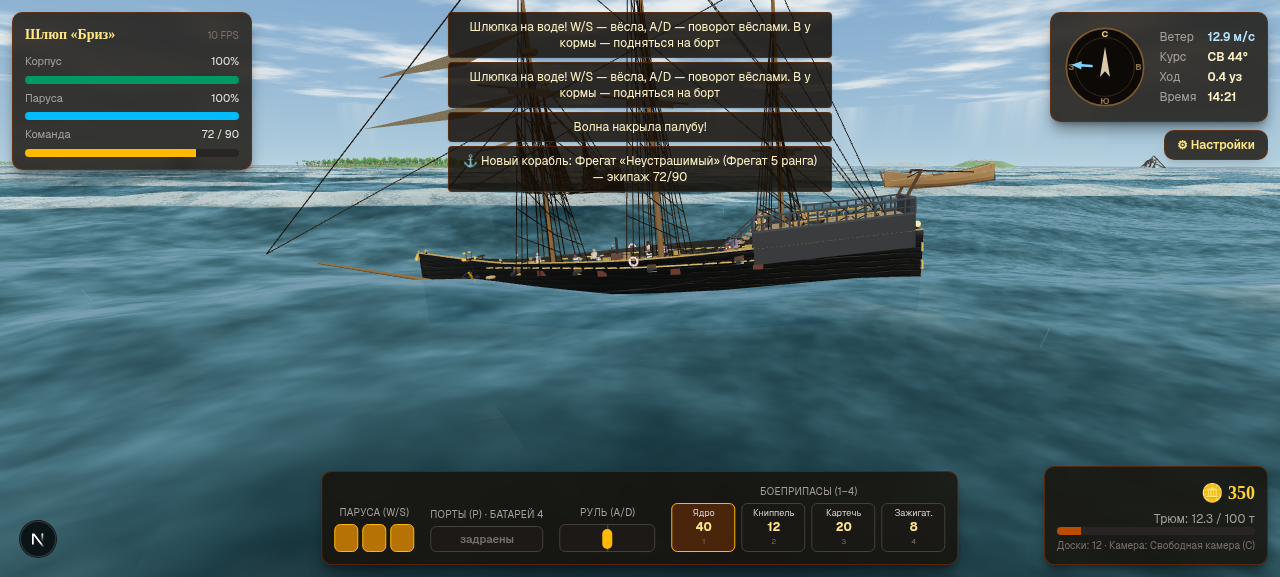 Шлюп «Бриз» 10 FPS
Корпус 100%
Паруса 100%
Команда 72 / 90
Шлюпка на воде! W/S — вёсла, A/D — поворот вёслами. В у
кормы — подняться на борт
Шлюпка на воде! W/S — вёсла, A/D — поворот вёслами. В у
кормы — подняться на борт
Волна накрыла палубу!
⚓ Новый корабль: Фрегат «Неустрашимый» (Фрегат 5 ранга)
— экипаж 72/90
С
З В
Ю
Ветер 12.9 м/с
Курс СВ 44°
Ход 0.4 уз
Время 14:21
⚙ Настройки
ПАРУСА (W/S)
ПОРТЫ (P) · БАТАРЕЙ 4
задраены
РУЛЬ (A/D)
БОЕПРИПАСЫ (1–4)
Ядро
40
1
Книппель
12
2
Картечь
20
3
Зажигат.
8
4
🪙 350
Трюм: 12.3 / 100 т
Доски: 12 · Камера: Свободная камера (C)
N